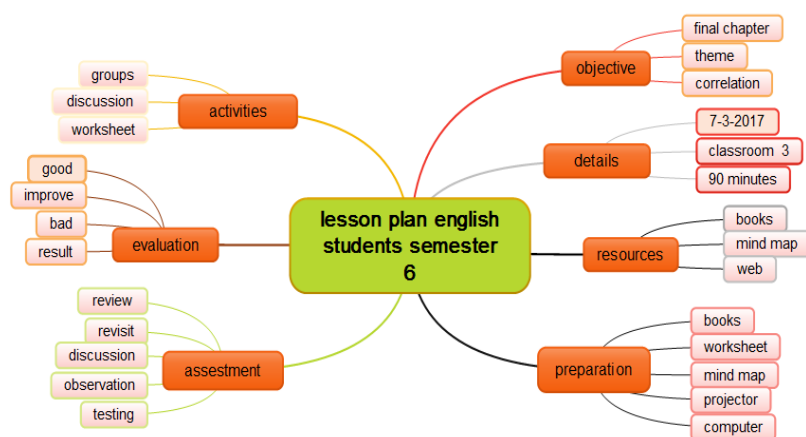 lesson plan english
students semester
6
objective
final chapter
theme
correlation
details
7-3-2017
classroom 3
90 minutes
resources
books
mind map
web
preparation
books
worksheet
mind map
projector
computer
activities
groups
discussion
worksheet
evaluation
good
improve
bad
result
assestment
review
revisit
discussion
observation
testing